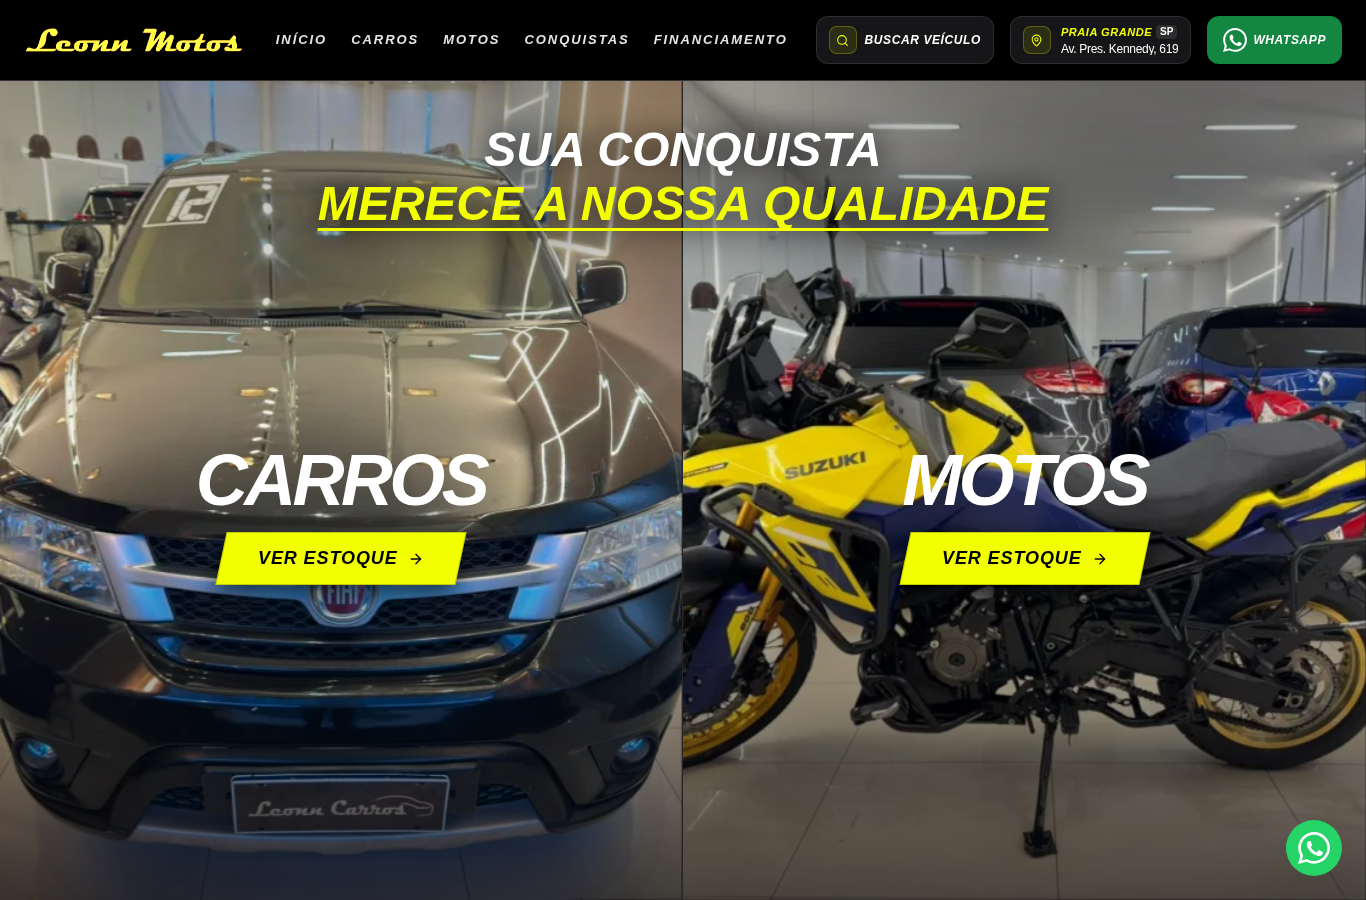 Leonn Motos
INÍCIO
CARROS
MOTOS
CONQUISTAS
FINANCIAMENTO
BUSCAR VEÍCULO
PRAIA GRANDE SP
Av. Pres. Kennedy, 619
WHATSAPP
SUA CONQUISTA
MERECE A NOSSA QUALIDADE
12
SUZUKI
CARROS
MOTOS
VER ESTOQUE
VER ESTOQUE
FIAT
Leonn Carros